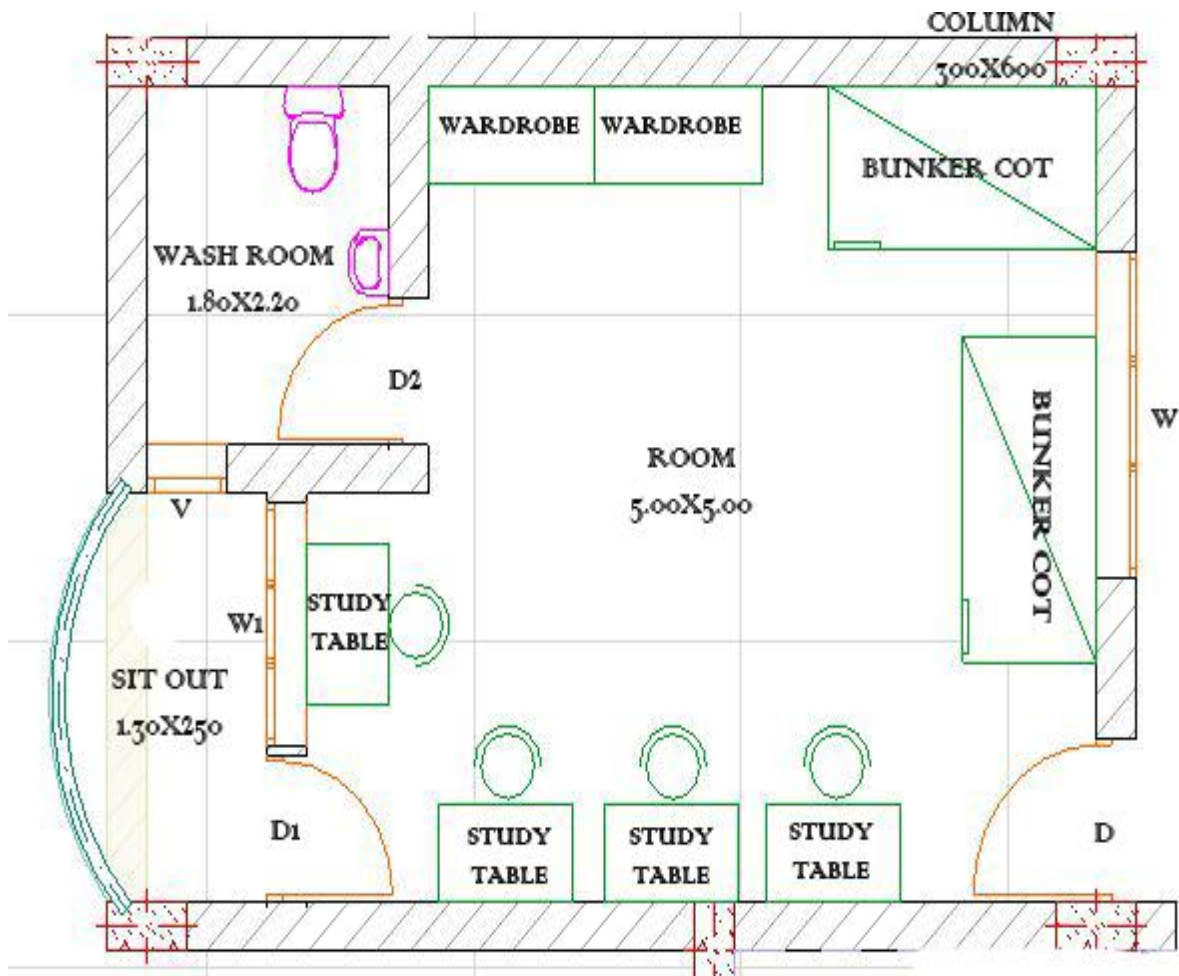 COLUMN
300X600
WARDROBE
WARDROBE
BUNKER COT
WASH ROOM
1.80X2.20
D2
W
ROOM
5.00X5.00
BUNKER COT
V
W1
STUDY
TABLE
SIT OUT
1.30X250
D1
STUDY
TABLE
STUDY
TABLE
STUDY
TABLE
D